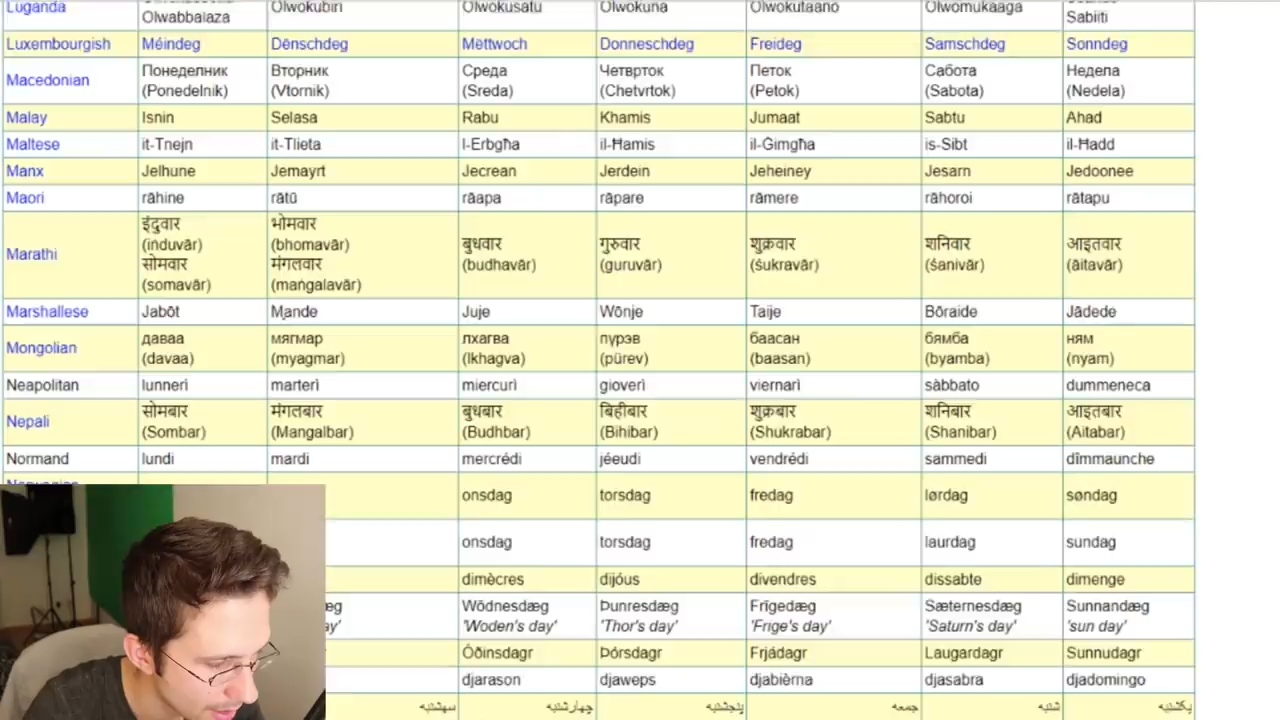 Luganda Olwabbalaza Olwokubiri Olwokusatu Olwokuna Olwokutaano Olwomukaaga Sabiiti
Luxembourgish Méindeg Dënschdeg Mëttwoch Donneschdeg Freideg Samschdeg Sonndeg
Macedonian Понеделник Вторник Среда Четврток Петок Сабота Недела
(Ponedelnik) (Vtornik) (Sreda) (Chetvrtok) (Petok) (Sabota) (Nedela)
Malay Isnin Selasa Rabu Khamis Jumaat Sabtu Ahad
Maltese it-Tnejn it-Tlieta l-Erbgħa il-Ħamis il-Ġimgħa is-Sibt il-Ħadd
Manx Jelhune Jemayrt Jecrean Jerdein Jeheiney Jesarn Jedoonee
Maori rāhine rātū rāapa rāpare rāmere rāhoroi rātapu
Marathi इंदुवार भोमवार
(induvār) (bhomavār) बुधवार गुरुवार शुक्रवार शनिवार आइतवार
सोमवार मंगलवार (budhavār) (guruvār) (śukravār) (śanivār) (āitavār)
(somavār) (maṅgalavār)
Marshallese Jabōt M̧ande Juje Wōnje Taije Bōraide Jādede
Mongolian даваа мягмар лхагва пүрэв баасан бямба ням
(davaa) (myagmar) (lkhagva) (pürev) (baasan) (byamba) (nyam)
Neapolitan lunnerì marterì miercurì gioverì viernarì sàbbato dummeneca
Nepali सोमबार मंगलबार बुधबार बिहीबार शुक्रबार शनिबार आइतबार
(Sombar) (Mangalbar) (Budhbar) (Bihibar) (Shukrabar) (Shanibar) (Aitabar)
Normand lundi mardi mercrédi jéeudi vendrédi sammedi dîmmaunche
onsdag torsdag fredag lørdag søndag
onsdag torsdag fredag laurdag sundag
dimècres dijóus divendres dissabte dimenge
Wōdnesdæg Þunresdæg Frīgedæg Sæternesdæg Sunnandæg
'Woden's day' 'Thor's day' 'Frige's day' 'Saturn's day' 'sun day'
Óðinsdagr Þórsdagr Frjádagr Laugardagr Sunnudagr
djarason djaweps djabièrna djasabra djadomingo
سهشنبه چهارشنبه پنجشنبه جمعه شنبه یکشنبه